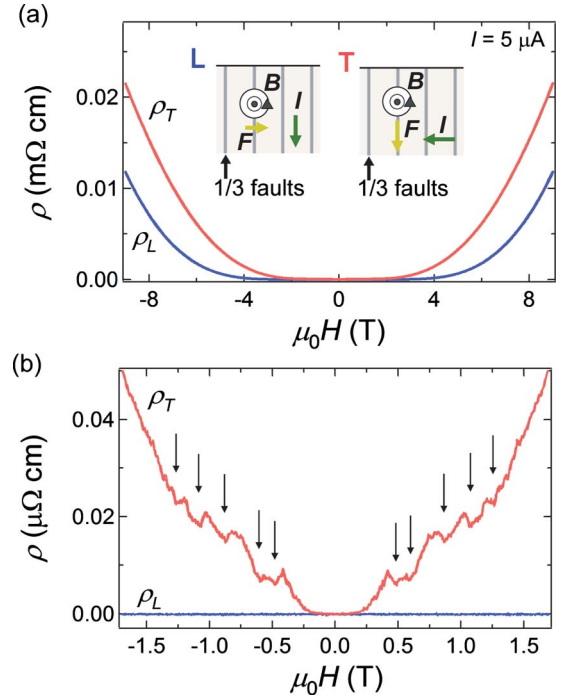 (a)
I = 5 μA
L
T
B
F
I
B
F
I
1/3 faults
1/3 faults
ρT
ρL
0.02
0.01
0.00
ρ (mΩ cm)
-8
-4
0
4
8
μ0H (T)
(b)
ρT
ρL
0.04
0.02
0.00
ρ (μΩ cm)
-1.5
-1.0
-0.5
0.0
0.5
1.0
1.5
μ0H (T)